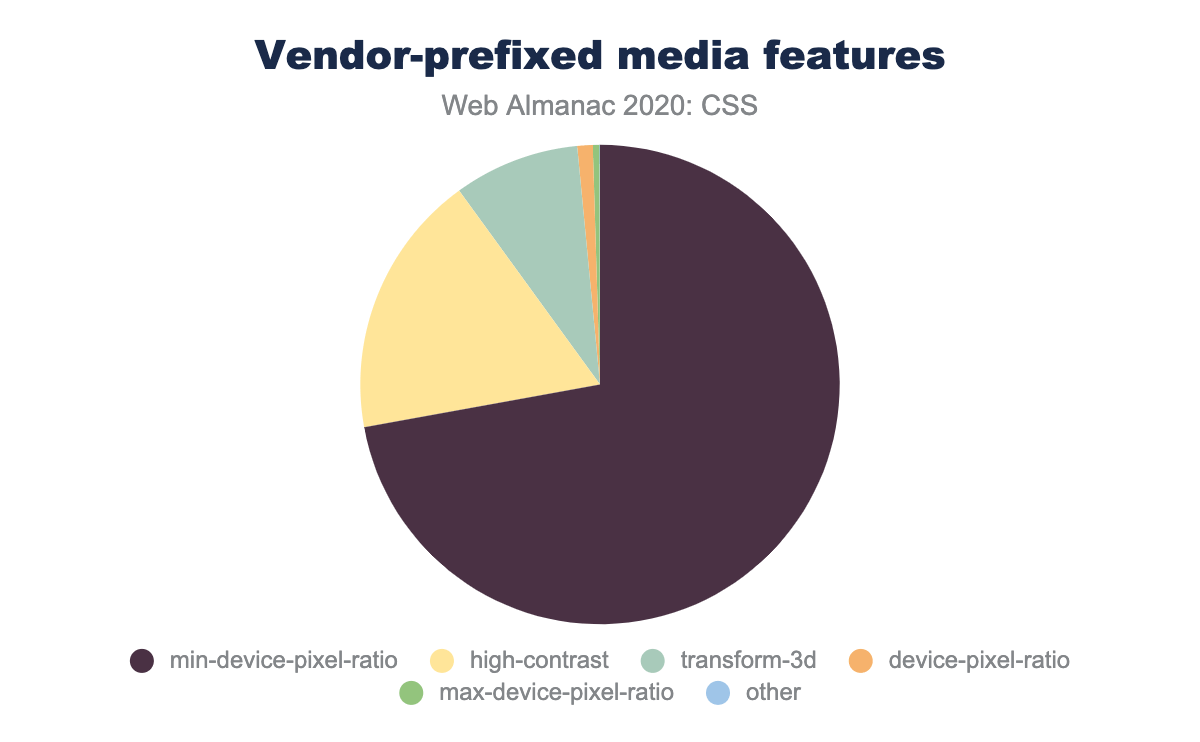 Vendor-prefixed media features
Web Almanac 2020: CSS
min-device-pixel-ratio high-contrast transform-3d device-pixel-ratio
max-device-pixel-ratio other